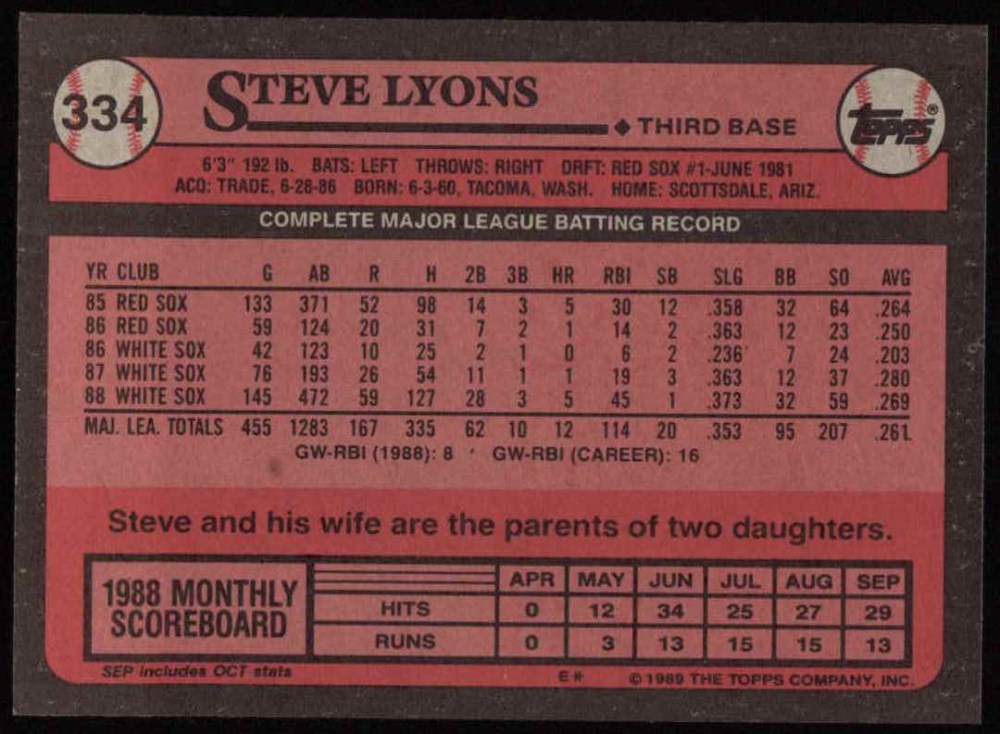 334
STEVE LYONS
◆ THIRD BASE
Topps®
6'3" 192 lb. BATS: LEFT THROWS: RIGHT DRFT: RED SOX #1-JUNE 1981
ACQ: TRADE, 6-28-86 BORN: 6-3-60, TACOMA, WASH. HOME: SCOTTSDALE, ARIZ.
COMPLETE MAJOR LEAGUE BATTING RECORD
YR CLUB G AB R H 2B 3B HR RBI SB SLG BB SO AVG
85 RED SOX 133 371 52 98 14 3 5 30 12 .358 32 64 .264
86 RED SOX 59 124 20 31 7 2 1 14 2 .363 12 23 .250
86 WHITE SOX 42 123 10 25 2 1 0 6 2 .236 7 24 .203
87 WHITE SOX 76 193 26 54 11 1 1 19 3 .363 12 37 .280
88 WHITE SOX 145 472 59 127 28 3 5 45 1 .373 32 59 .269
MAJ. LEA. TOTALS 455 1283 167 335 62 10 12 114 20 .353 95 207 .261
GW-RBI (1988): 8 GW-RBI (CAREER): 16
Steve and his wife are the parents of two daughters.
1988 MONTHLY
SCOREBOARD
APR MAY JUN JUL AUG SEP
HITS 0 12 34 25 27 29
RUNS 0 3 13 15 15 13
SEP includes OCT stats
E* © 1989 THE TOPPS COMPANY, INC.